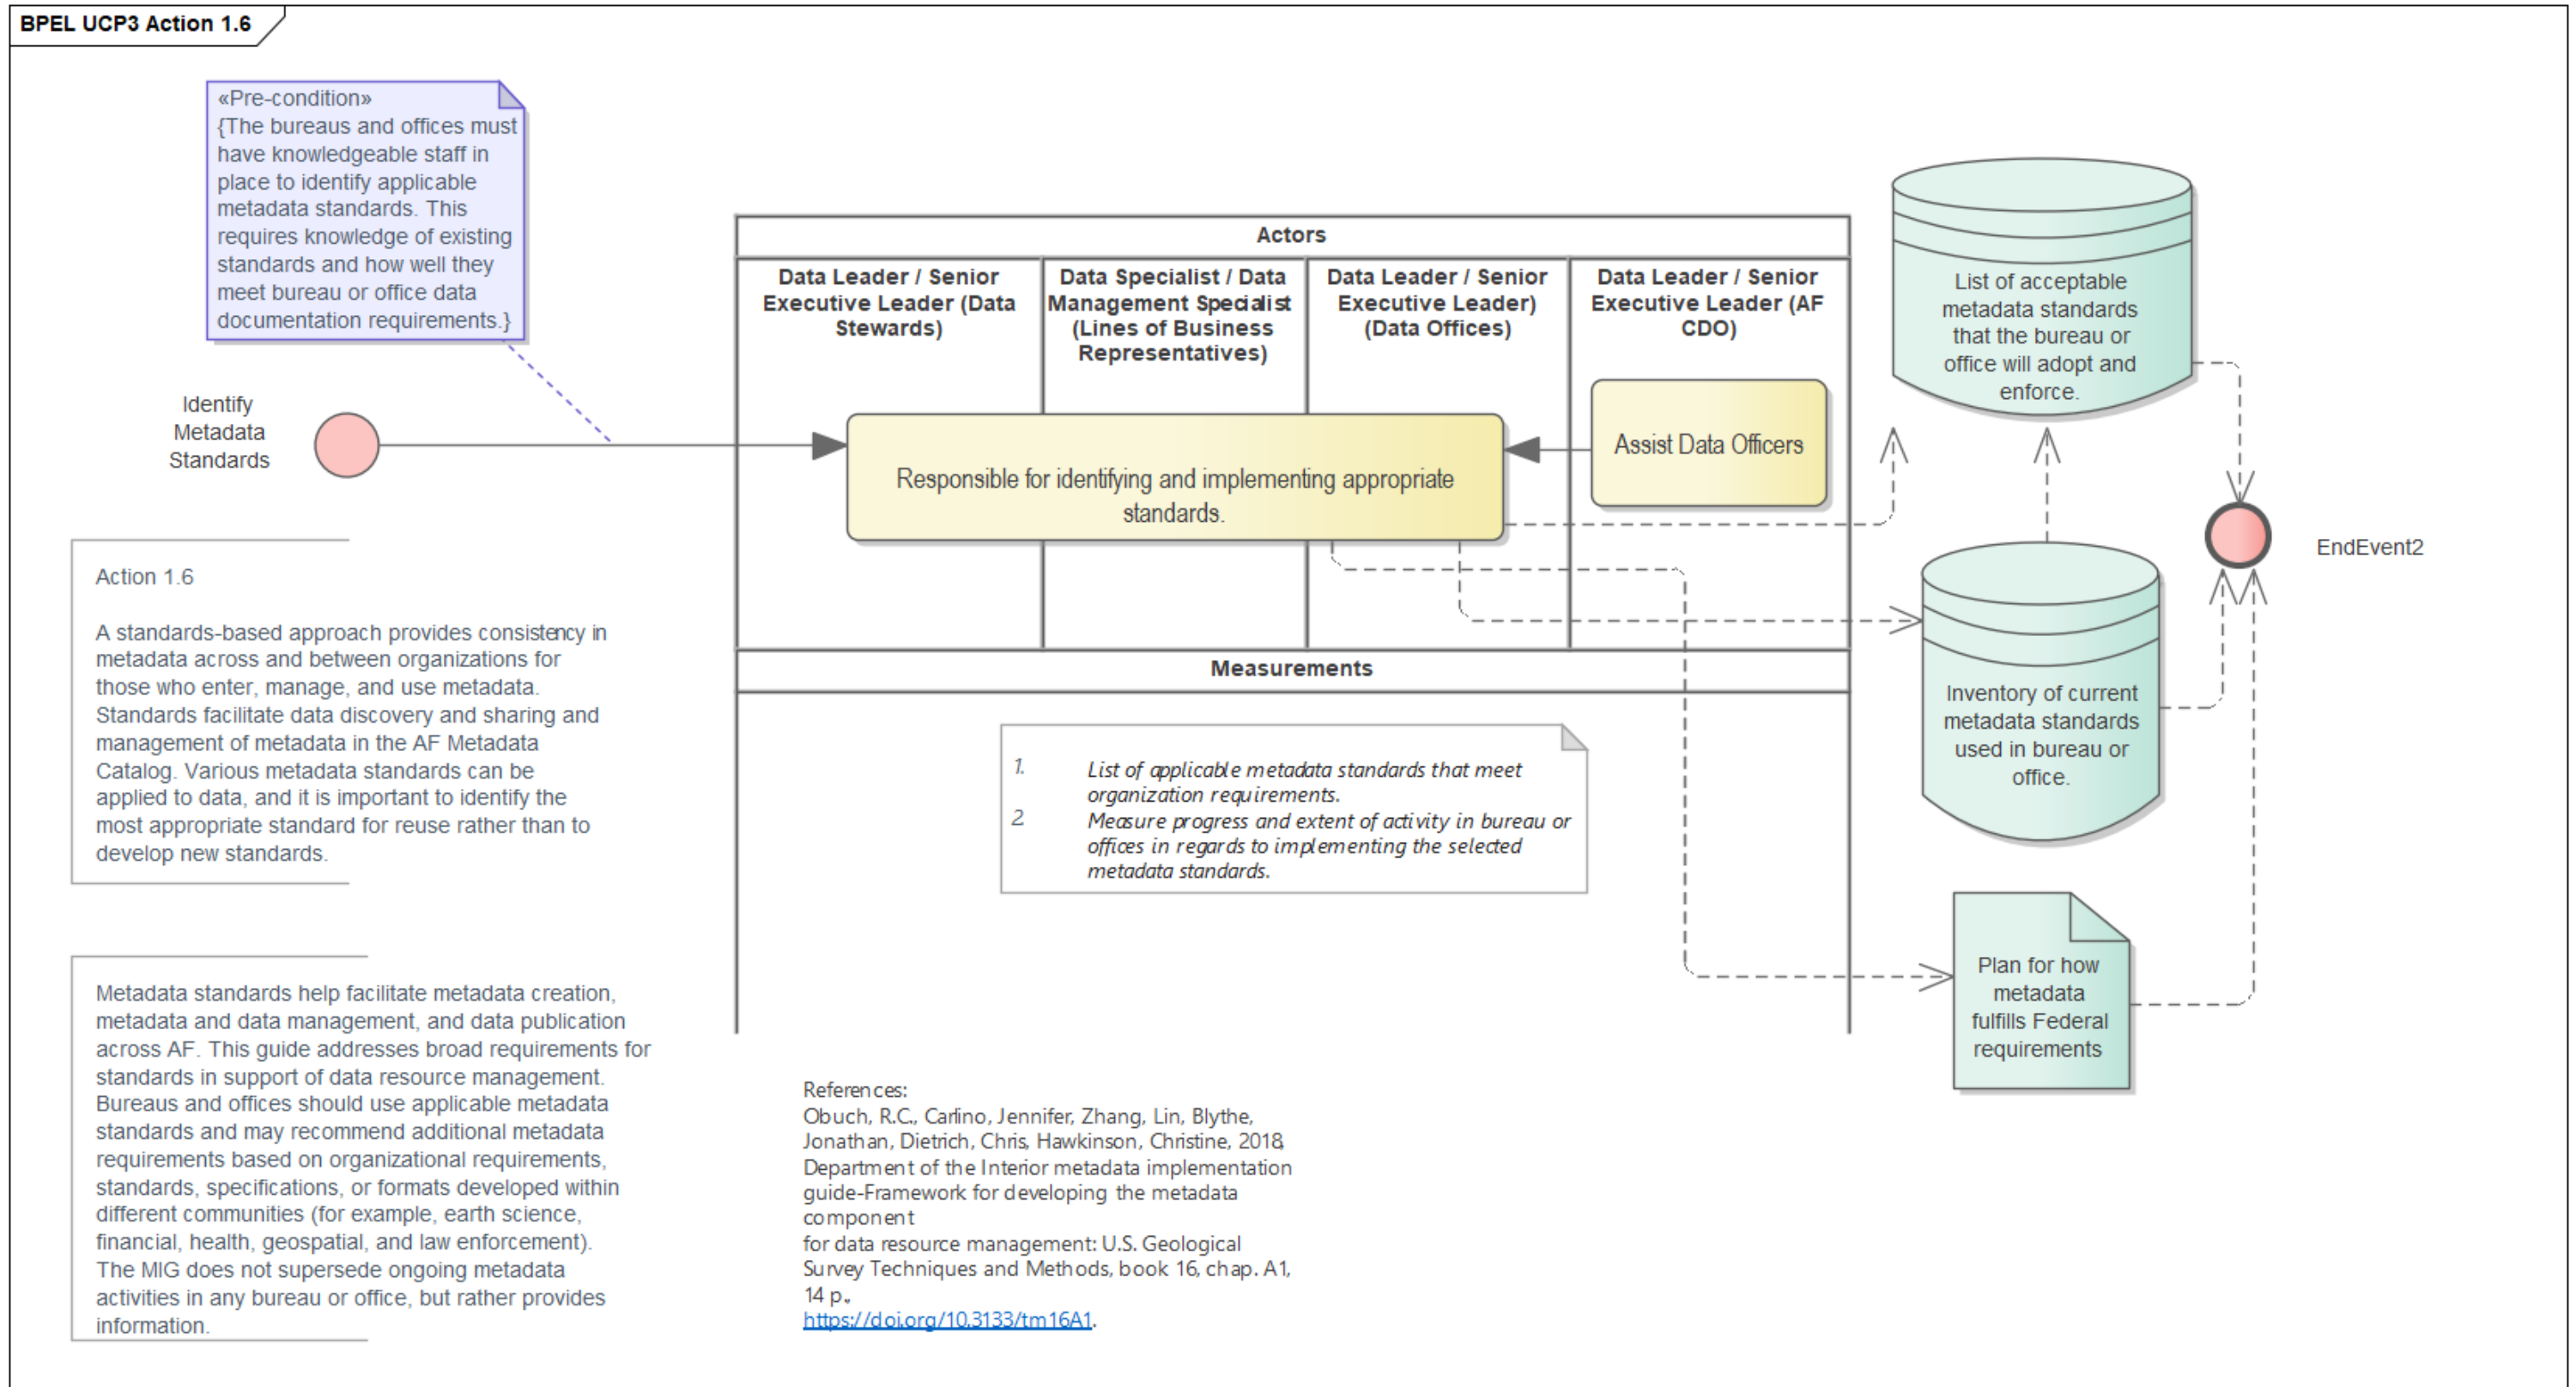 BPEL UCP3 Action 1.6
«Pre-condition»
{The bureaus and offices must
have knowledgeable staff in
place to identify applicable
metadata standards. This
requires knowledge of existing
standards and how well they
meet bureau or office data
documentation requirements.}
Identify
Metadata
Standards
Action 1.6
A standards-based approach provides consistency in
metadata across and between organizations for
those who enter, manage, and use metadata.
Standards facilitate data discovery and sharing and
management of metadata in the AF Metadata
Catalog. Various metadata standards can be
applied to data, and it is important to identify the
most appropriate standard for reuse rather than to
develop new standards.
Metadata standards help facilitate metadata creation,
metadata and data management, and data publication
across AF. This guide addresses broad requirements for
standards in support of data resource management.
Bureaus and offices should use applicable metadata
standards and may recommend additional metadata
requirements based on organizational requirements,
standards, specifications, or formats developed within
different communities (for example, earth science,
financial, health, geospatial, and law enforcement).
The MIG does not supersede ongoing metadata
activities in any bureau or office, but rather provides
information.
Actors
Data Leader / Senior
Executive Leader (Data
Stewards)
Data Specialist / Data
Management Specialist
(Lines of Business
Representatives)
Data Leader / Senior
Executive Leader)
(Data Offices)
Data Leader / Senior
Executive Leader (AF
CDO)
Responsible for identifying and implementing appropriate
standards.
Assist Data Officers
Measurements
1. List of applicable metadata standards that meet
organization requirements.
2 Measure progress and extent of activity in bureau or
offices in regards to implementing the selected
metadata standards.
References:
Obuch, R.C., Carlino, Jennifer, Zhang, Lin, Blythe,
Jonathan, Dietrich, Chris, Hawkinson, Christine, 2018,
Department of the Interior metadata implementation
guide-Framework for developing the metadata
component
for data resource management: U.S. Geological
Survey Techniques and Methods, book 16, chap. A1,
14 p.,
https://doi.org/10.3133/tm16A1.
List of acceptable
metadata standards
that the bureau or
office will adopt and
enforce.
EndEvent2
Inventory of current
metadata standards
used in bureau or
office.
Plan for how
metadata
fulfills Federal
requirements